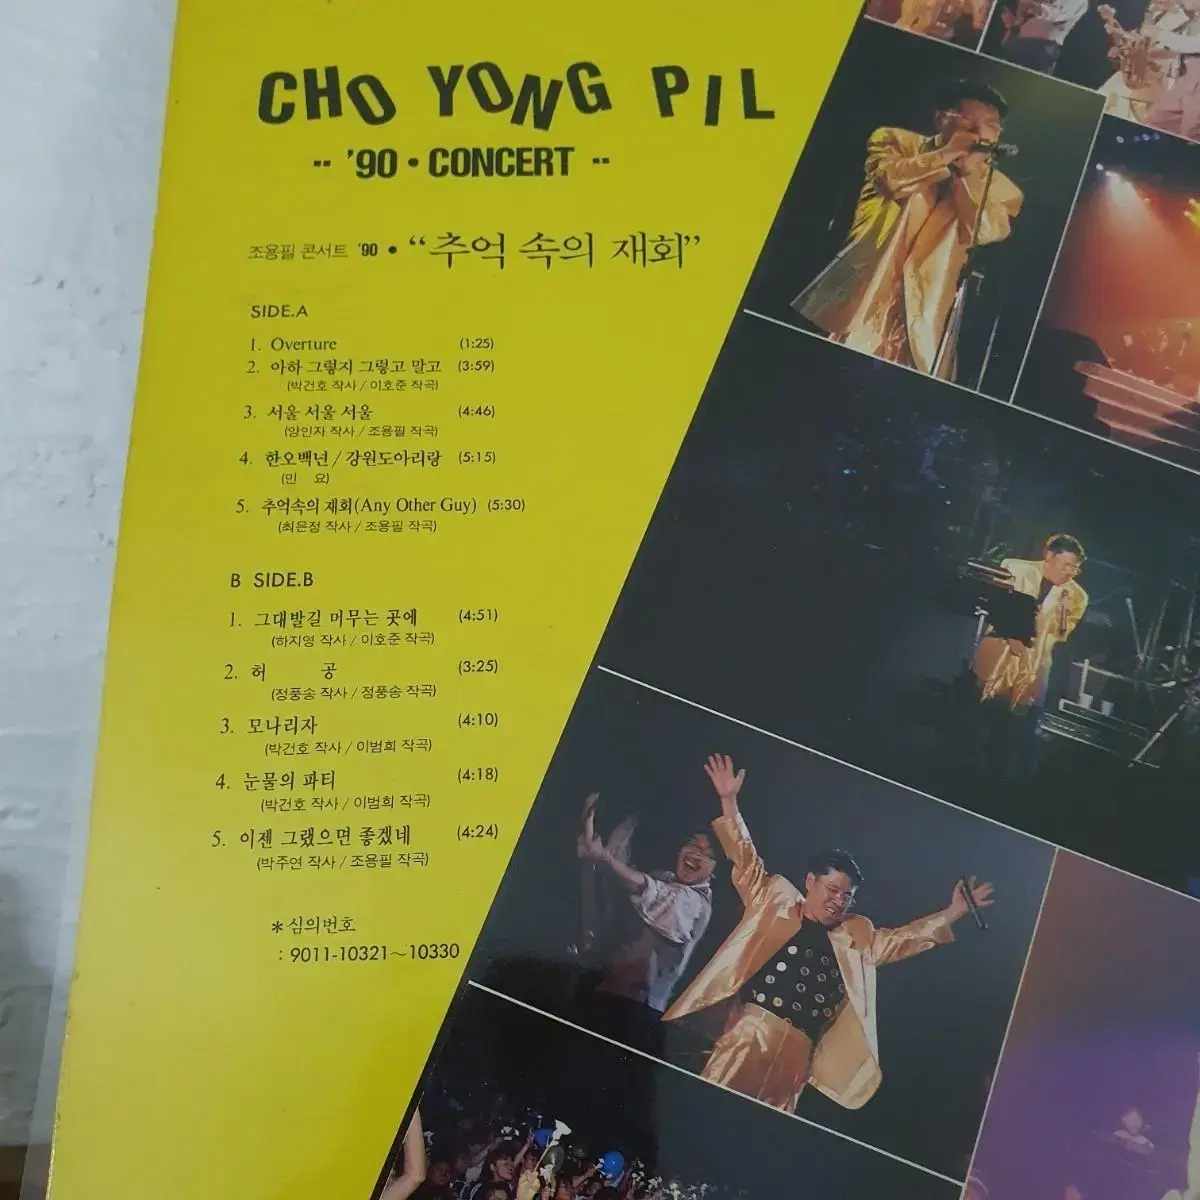 CHO YONG PIL
-- '90 • CONCERT --
조용필 콘서트 '90 • “추억 속의 재회”
SIDE.A
1. Overture (1:25)
2. 아하 그렇지 그렇고 말고 (3:59)
(박건호 작사 / 이호준 작곡)
3. 서울 서울 서울 (4:46)
(양인자 작사 / 조용필 작곡)
4. 한오백년 / 강원도아리랑 (5:15)
(민 요)
5. 추억속의 재회(Any Other Guy) (5:30)
(최은정 작사 / 조용필 작곡)
B SIDE.B
1. 그대발길 머무는 곳에 (4:51)
(하지영 작사 / 이호준 작곡)
2. 허 공 (3:25)
(정풍송 작사 / 정풍송 작곡)
3. 모나리자 (4:10)
(박건호 작사 / 이범희 작곡)
4. 눈물의 파티 (4:18)
(박건호 작사 / 이범희 작곡)
5. 이젠 그랬으면 좋겠네 (4:24)
(박주연 작사 / 조용필 작곡)
* 심의번호
: 9011-10321~10330